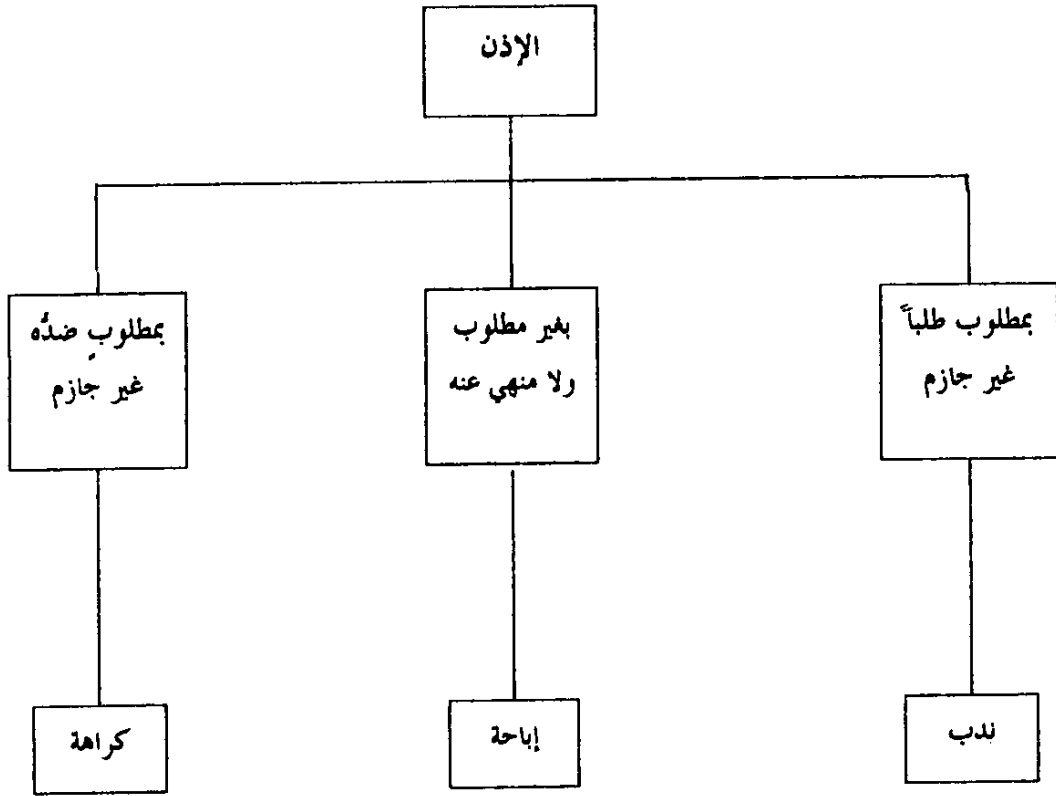 الإذن
بمطلوب طلباً
غير جازم
بغير مطلوب
ولا منهي عنه
بمطلوبٍ ضدُّه
غير جازم
ندب
إباحة
كراهة